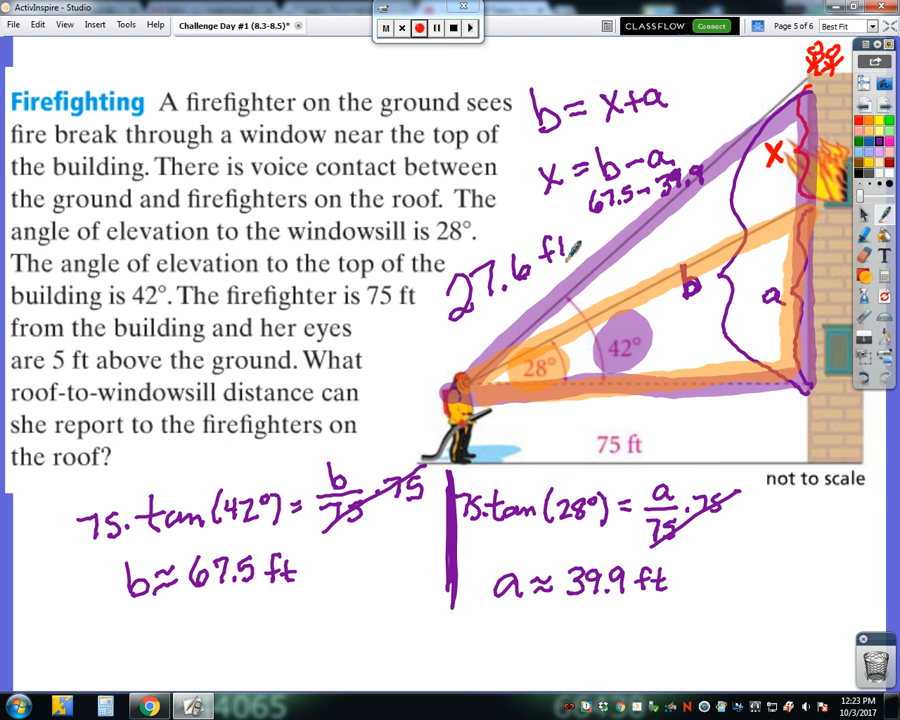 ActivInspire - Studio
File Edit View Insert Tools Help Challenge Day #1 (8.3-8.5)* CLASSFLOW Connect Page 5 of 6 Best Fit
M
Firefighting A firefighter on the ground sees
fire break through a window near the top of
the building. There is voice contact between
the ground and firefighters on the roof. The
angle of elevation to the windowsill is 28°.
The angle of elevation to the top of the
building is 42°. The firefighter is 75 ft
from the building and her eyes
are 5 ft above the ground. What
roof-to-windowsill distance can
she report to the firefighters on
the roof?
b = x+a
x = b-a
67.5-39.9
27.6 ft
x
b
a
28°
42°
75 ft
not to scale
75. tan(42°) = b/75 . 75
b ≈ 67.5 ft
75. tan(28°) = a/75 . 75
a ≈ 39.9 ft
T
4065
12:23 PM
10/3/2017